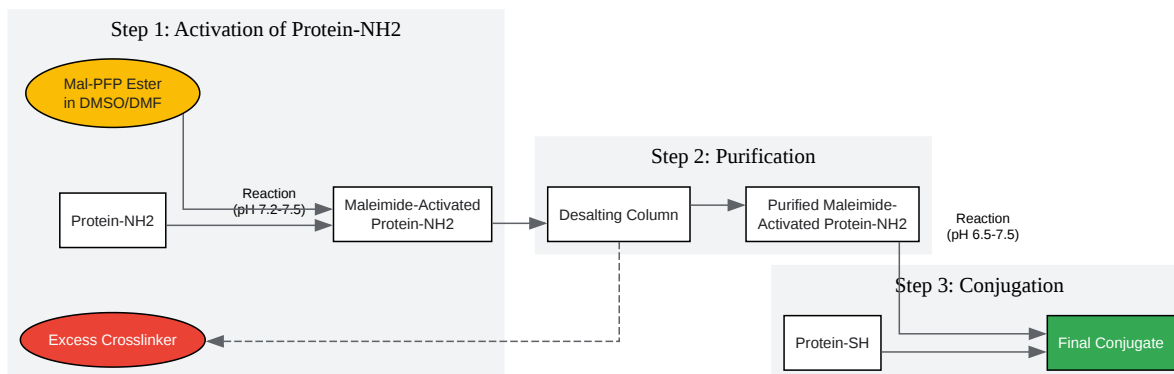 Step 1: Activation of Protein-NH2
Mal-PFP Ester
in DMSO/DMF
Protein-NH2
Reaction
(pH 7.2-7.5)
Maleimide-Activated
Protein-NH2
Excess Crosslinker
Step 2: Purification
Desalting Column
Purified Maleimide-
Activated Protein-NH2
Reaction
(pH 6.5-7.5)
Step 3: Conjugation
Protein-SH
Final Conjugate